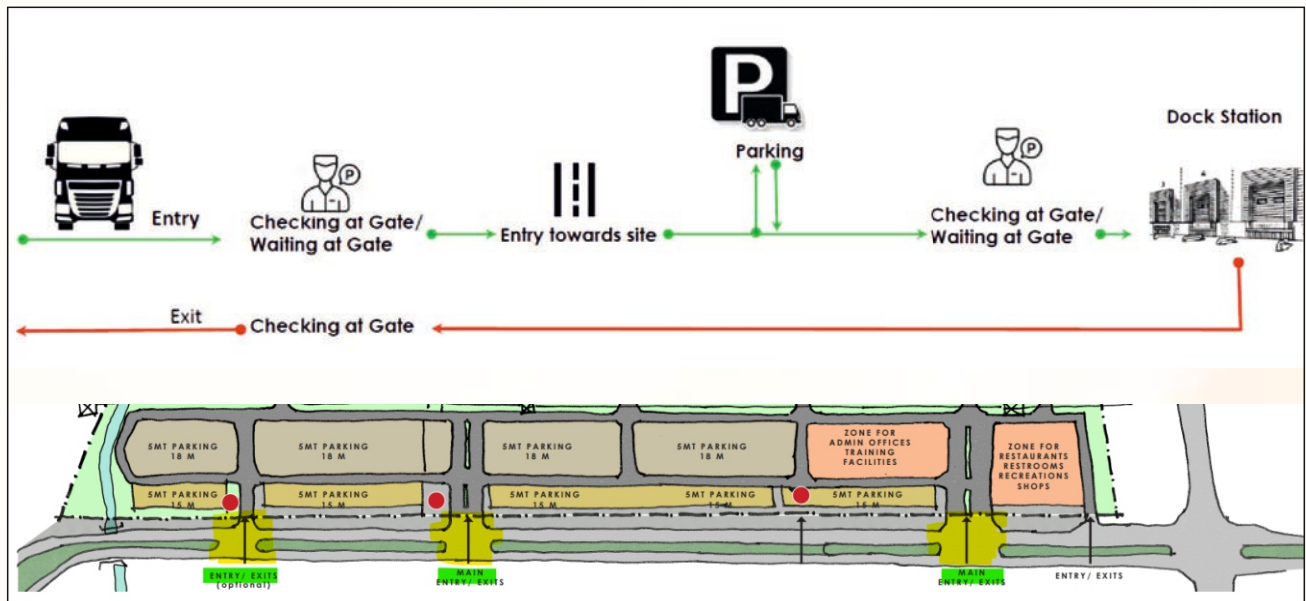 P
Parking
Dock Station
P
P
Entry
Checking at Gate/
Waiting at Gate
Entry towards site
Checking at Gate/
Waiting at Gate
Exit
Checking at Gate
5MT PARKING
18 M
5MT PARKING
18 M
5MT PARKING
18 M
5MT PARKING
18 M
ZONE FOR
ADMIN OFFICES
TRAINING
FACILITIES
ZONE FOR
RESTAURANTS
RESTROOMS
RECREATIONS
SHOPS
5MT PARKING
15 M
5MT PARKING
15 M
5MT PARKING
15 M
5MT PARKING
15 M
5MT PARKING
15 M
ENTRY/ EXITS
(optional)
MAIN
ENTRY/ EXITS
MAIN
ENTRY/ EXITS
ENTRY/ EXITS